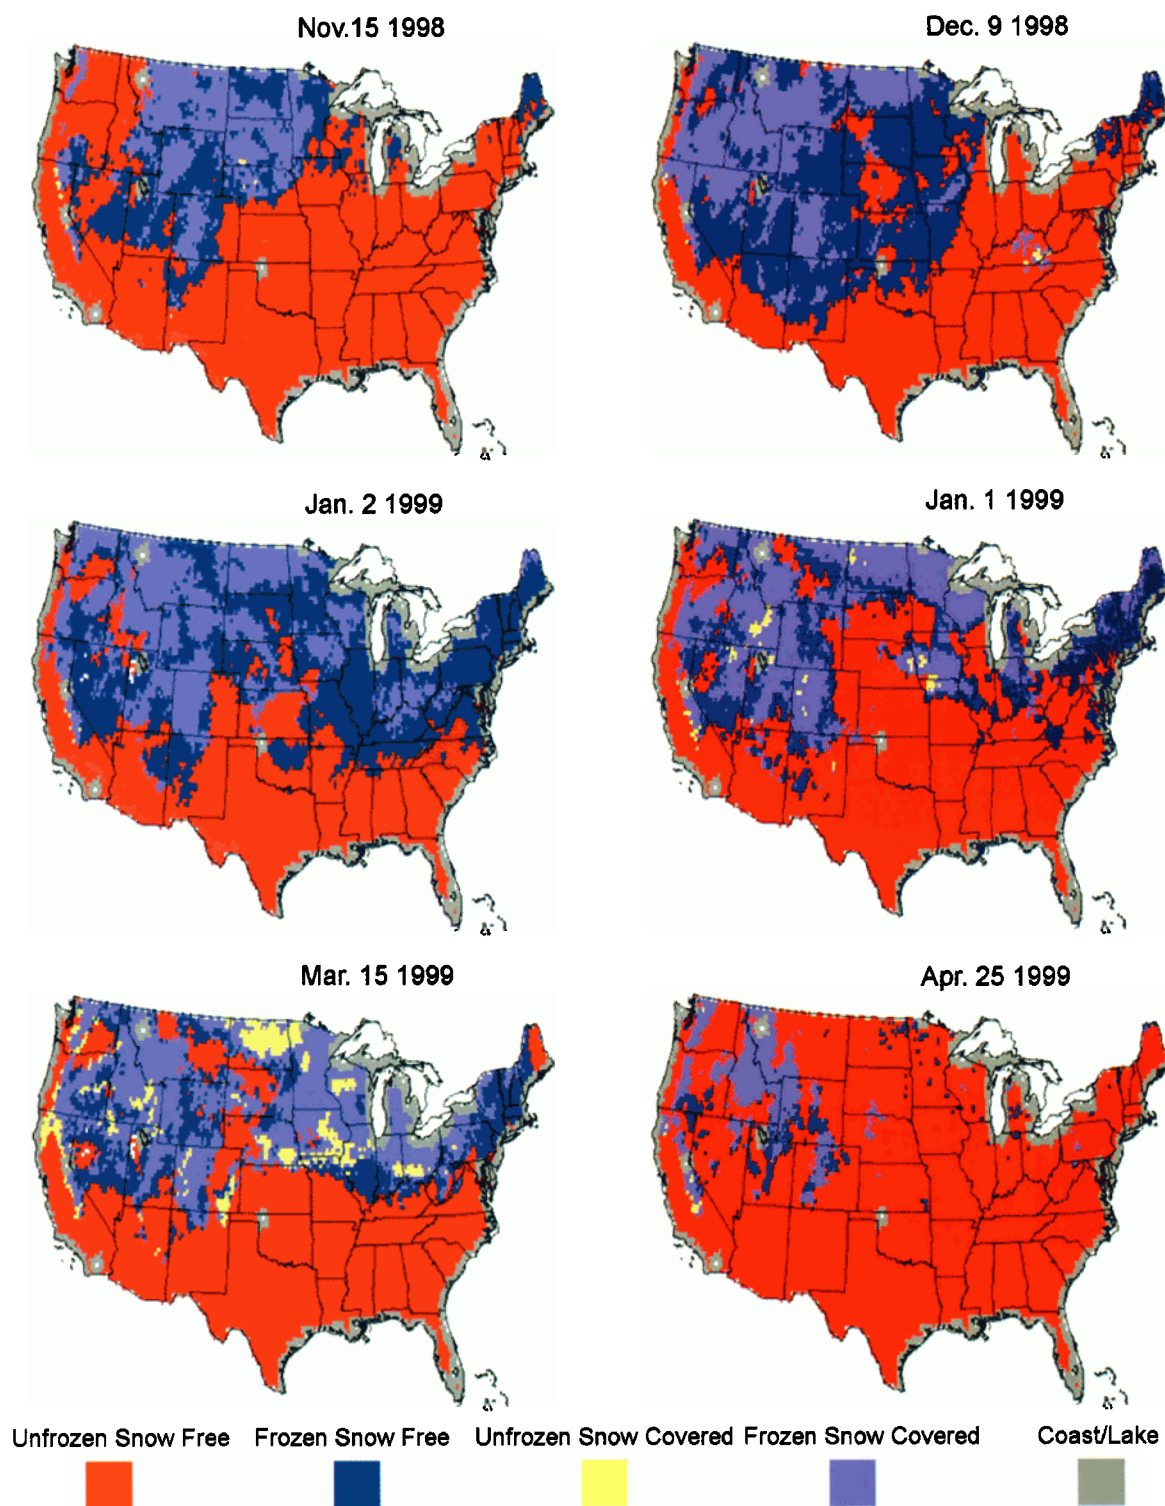 Nov.15 1998
Dec. 9 1998
Jan. 2 1999
Jan. 1 1999
Mar. 15 1999
Apr. 25 1999
Unfrozen Snow Free
Frozen Snow Free
Unfrozen Snow Covered
Frozen Snow Covered
Coast/Lake